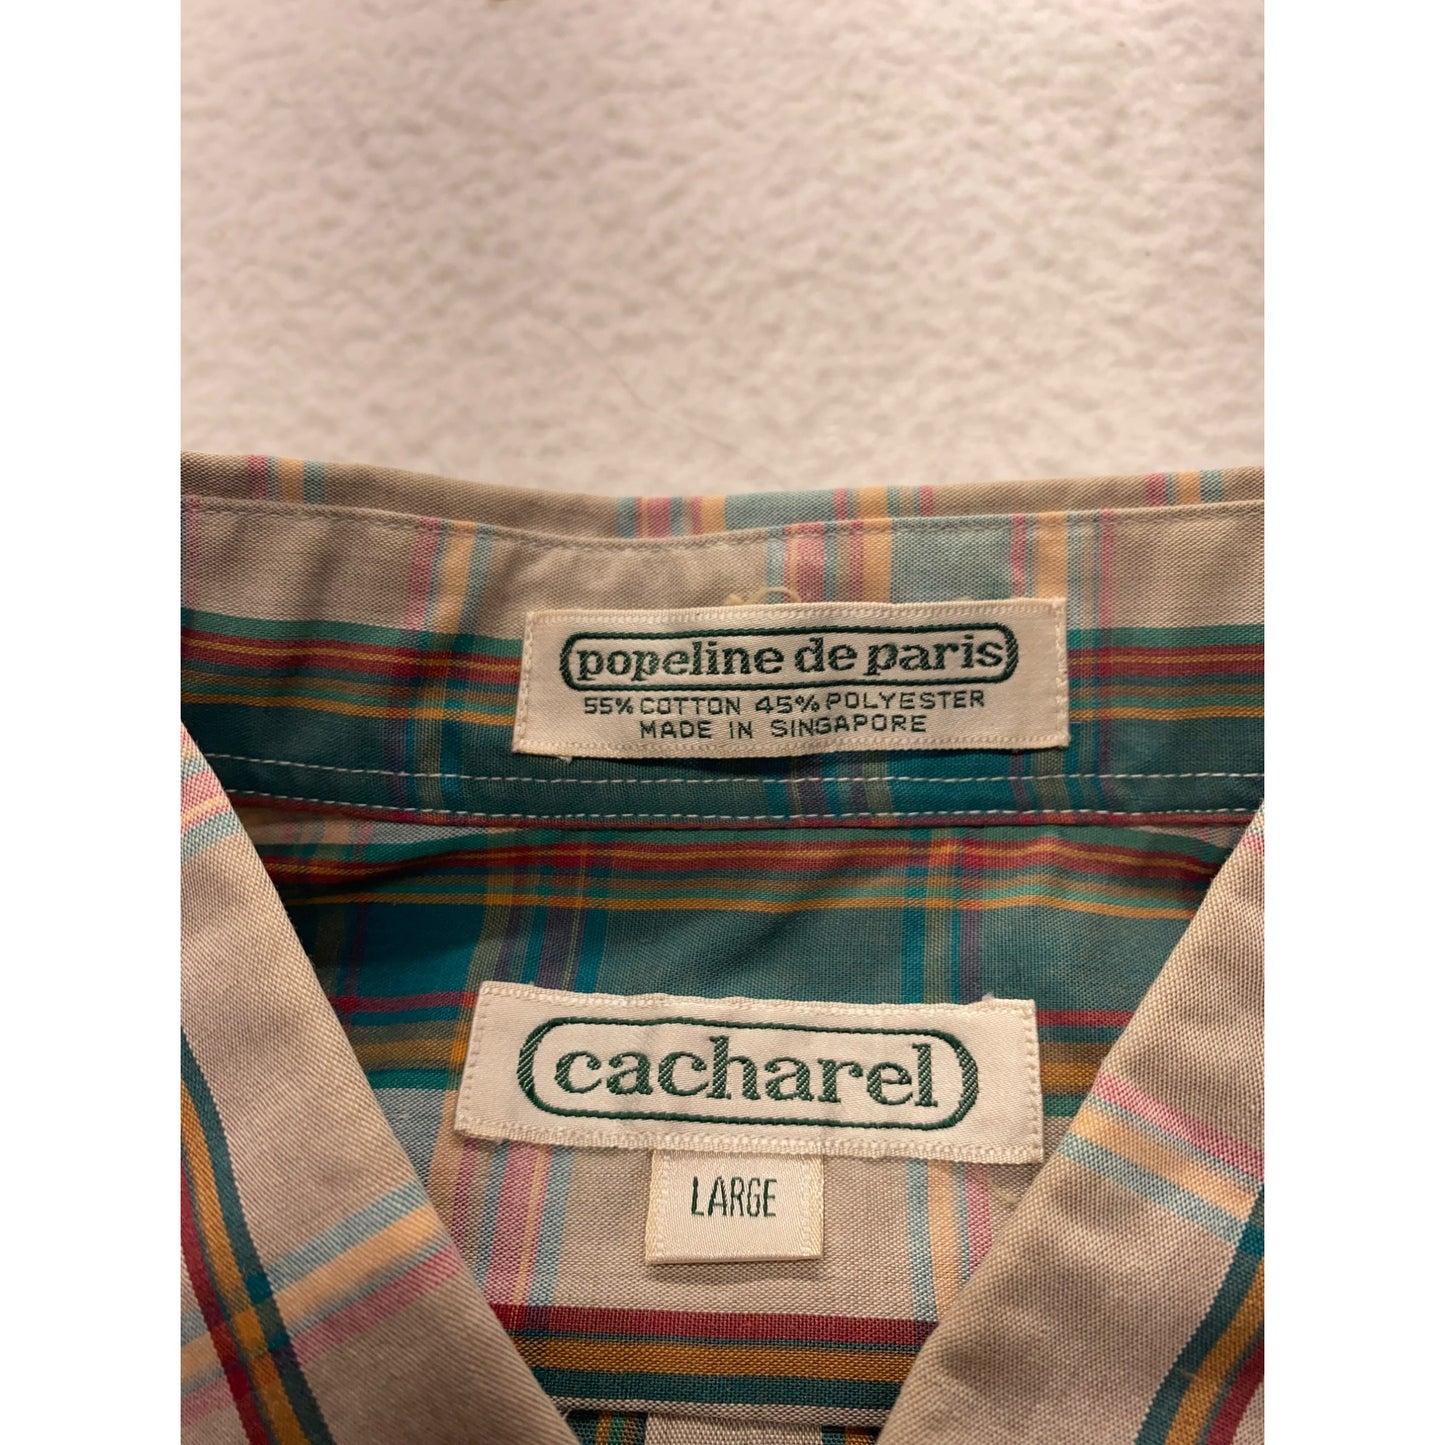 popeline de paris
55% COTTON 45% POLYESTER
MADE IN SINGAPORE
cacharel
LARGE